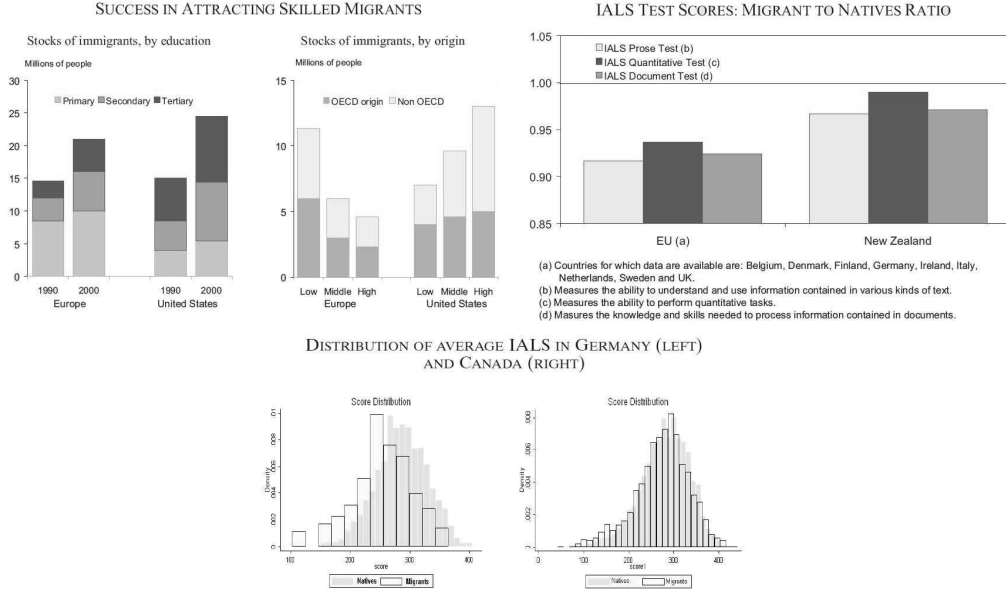 SUCCESS IN ATTRACTING SKILLED MIGRANTS
Stocks of immigrants, by education
Millions of people
30
25
20
15
10
5
0
Primary Secondary Tertiary
1990 2000 1990 2000
Europe United States
Stocks of immigrants, by origin
Millions of people
15
10
5
0
OECD origin Non OECD
Low Middle High Low Middle High
Europe United States
IALS TEST SCORES: MIGRANT TO NATIVES RATIO
1.05
1.00
0.95
0.90
0.85
IALS Prose Test (b)
IALS Quantitative Test (c)
IALS Document Test (d)
EU (a) New Zealand
(a) Countries for which data are available are: Belgium, Denmark, Finland, Germany, Ireland, Italy,
Netherlands, Sweden and UK.
(b) Measures the ability to understand and use information contained in various kinds of text.
(c) Measures the ability to perform quantitative tasks.
(d) Masures the knowledge and skills needed to process information contained in documents.
DISTRIBUTION OF AVERAGE IALS IN GERMANY (LEFT)
AND CANADA (RIGHT)
Score Distribution
Density
.01
.008
.006
.004
.002
0
100 200 300 400
score
Natives Migrants
Score Distribution
Density
.008
.006
.004
.002
0
0 100 200 300 400
score1
Natives Migrants